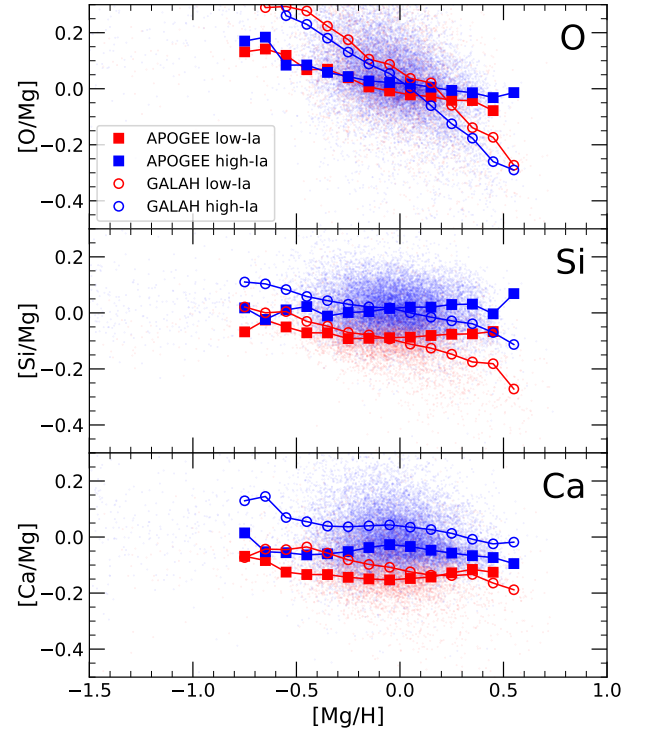 0.2
0.0
−0.2
−0.4
[O/Mg]
O
APOGEE low-Ia
APOGEE high-Ia
GALAH low-Ia
GALAH high-Ia
0.2
0.0
−0.2
−0.4
[Si/Mg]
Si
0.2
0.0
−0.2
−0.4
[Ca/Mg]
Ca
−1.5 −1.0 −0.5 0.0 0.5 1.0
[Mg/H]